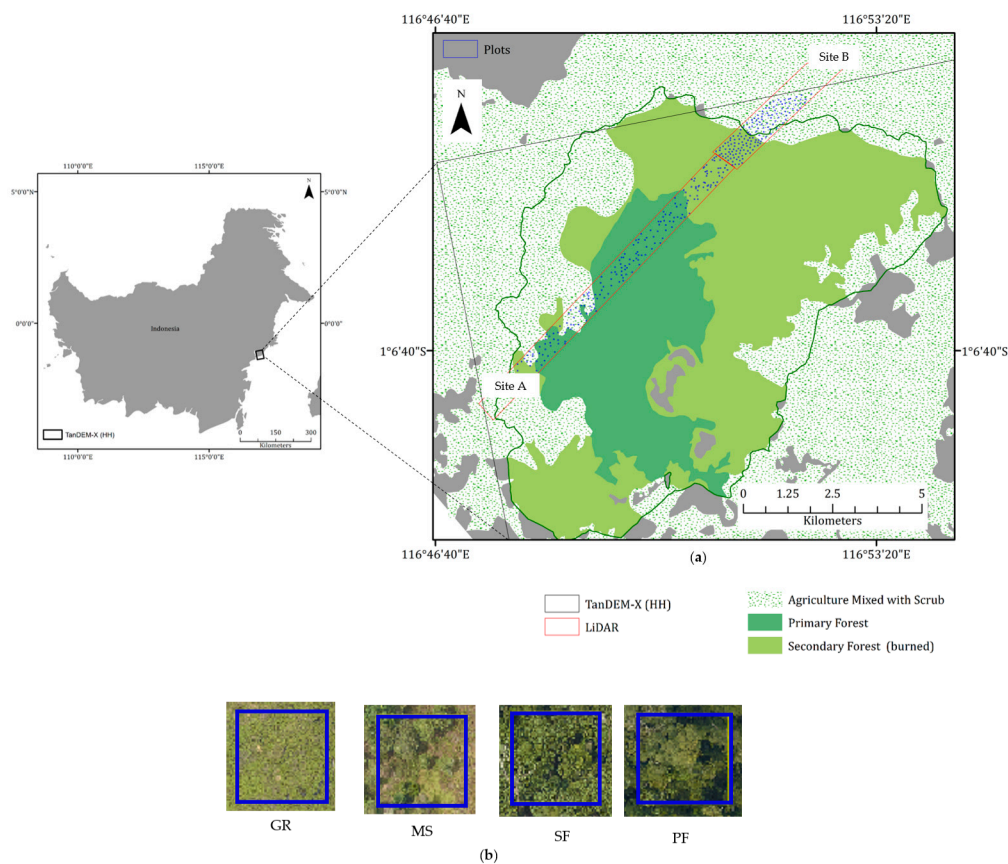 116°46'40"E
116°53'20"E
Plots
Site B
N
110°0'0"E
115°0'0"E
N
5°0'0"N
5°0'0"N
Indonesia
0°0'0"
0°0'0"
1°6'40"S
1°6'40"S
Site A
TanDEM-X (HH)
0 150 300
Kilometers
110°0'0"E
115°0'0"E
0 1.25 2.5 5
Kilometers
116°46'40"E
116°53'20"E
(a)
TanDEM-X (HH)
LiDAR
Agriculture Mixed with Scrub
Primary Forest
Secondary Forest (burned)
GR
MS
SF
PF
(b)